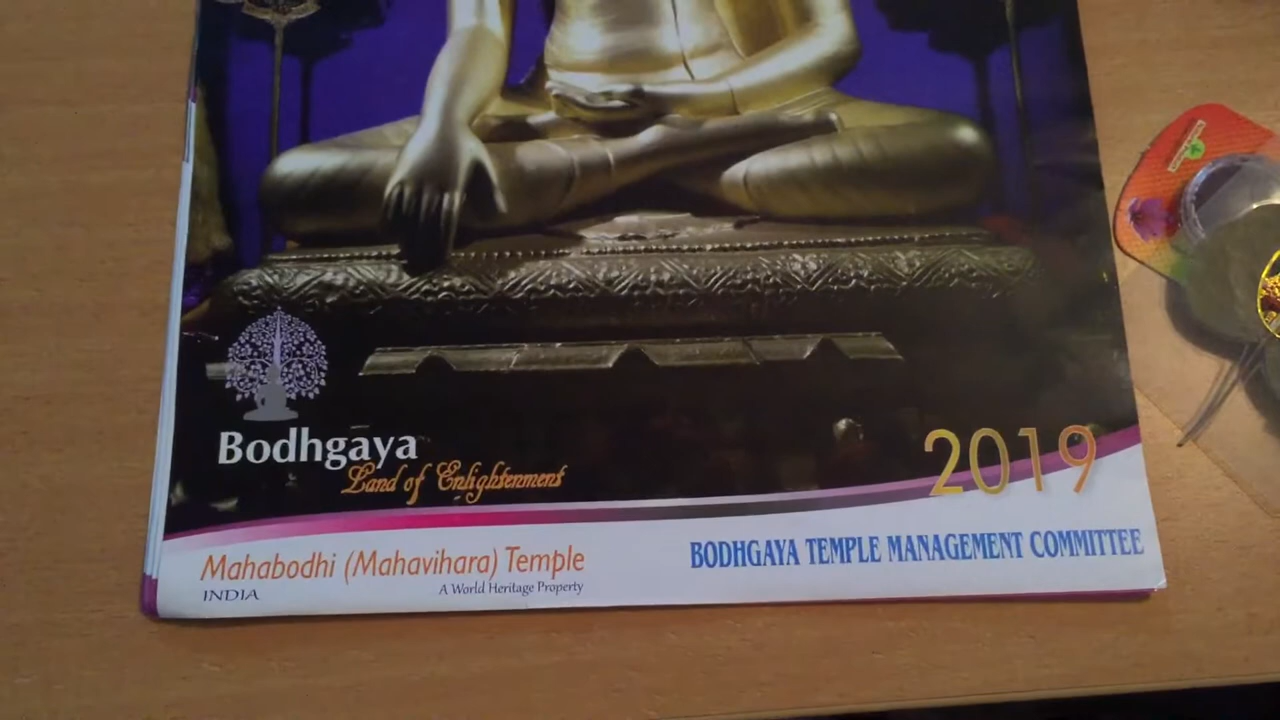 Bodhgaya
Land of Enlightenment
2019
Mahabodhi (Mahavihara) Temple
INDIA
A World Heritage Property
BODHGAYA TEMPLE MANAGEMENT COMMITTEE